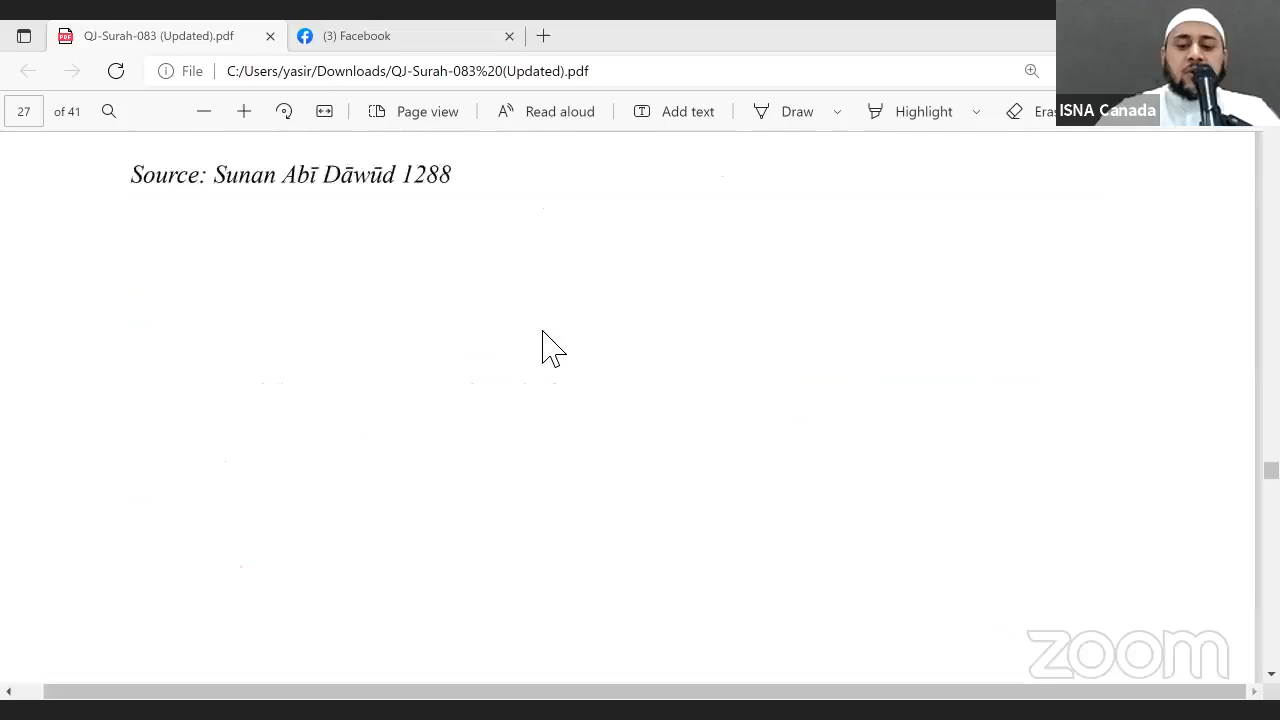 QJ-Surah-083 (Updated).pdf
(3) Facebook
File
C:/Users/yasir/Downloads/QJ-Surah-083%20(Updated).pdf
27 of 41
Page view
Read aloud
Add text
Draw
Highlight
Eras
ISNA Canada
Source: Sunan Abī Dāwūd 1288
zoom